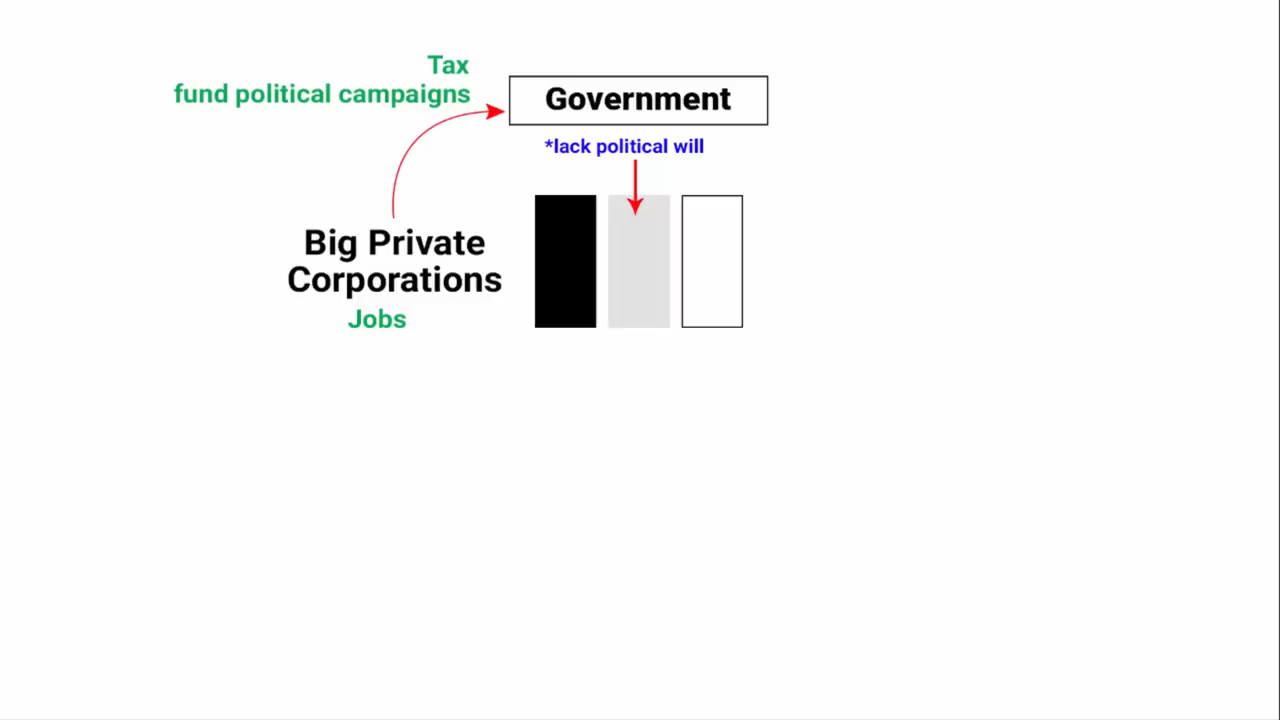 Tax
fund political campaigns
Government
*lack political will
Big Private
Corporations
Jobs